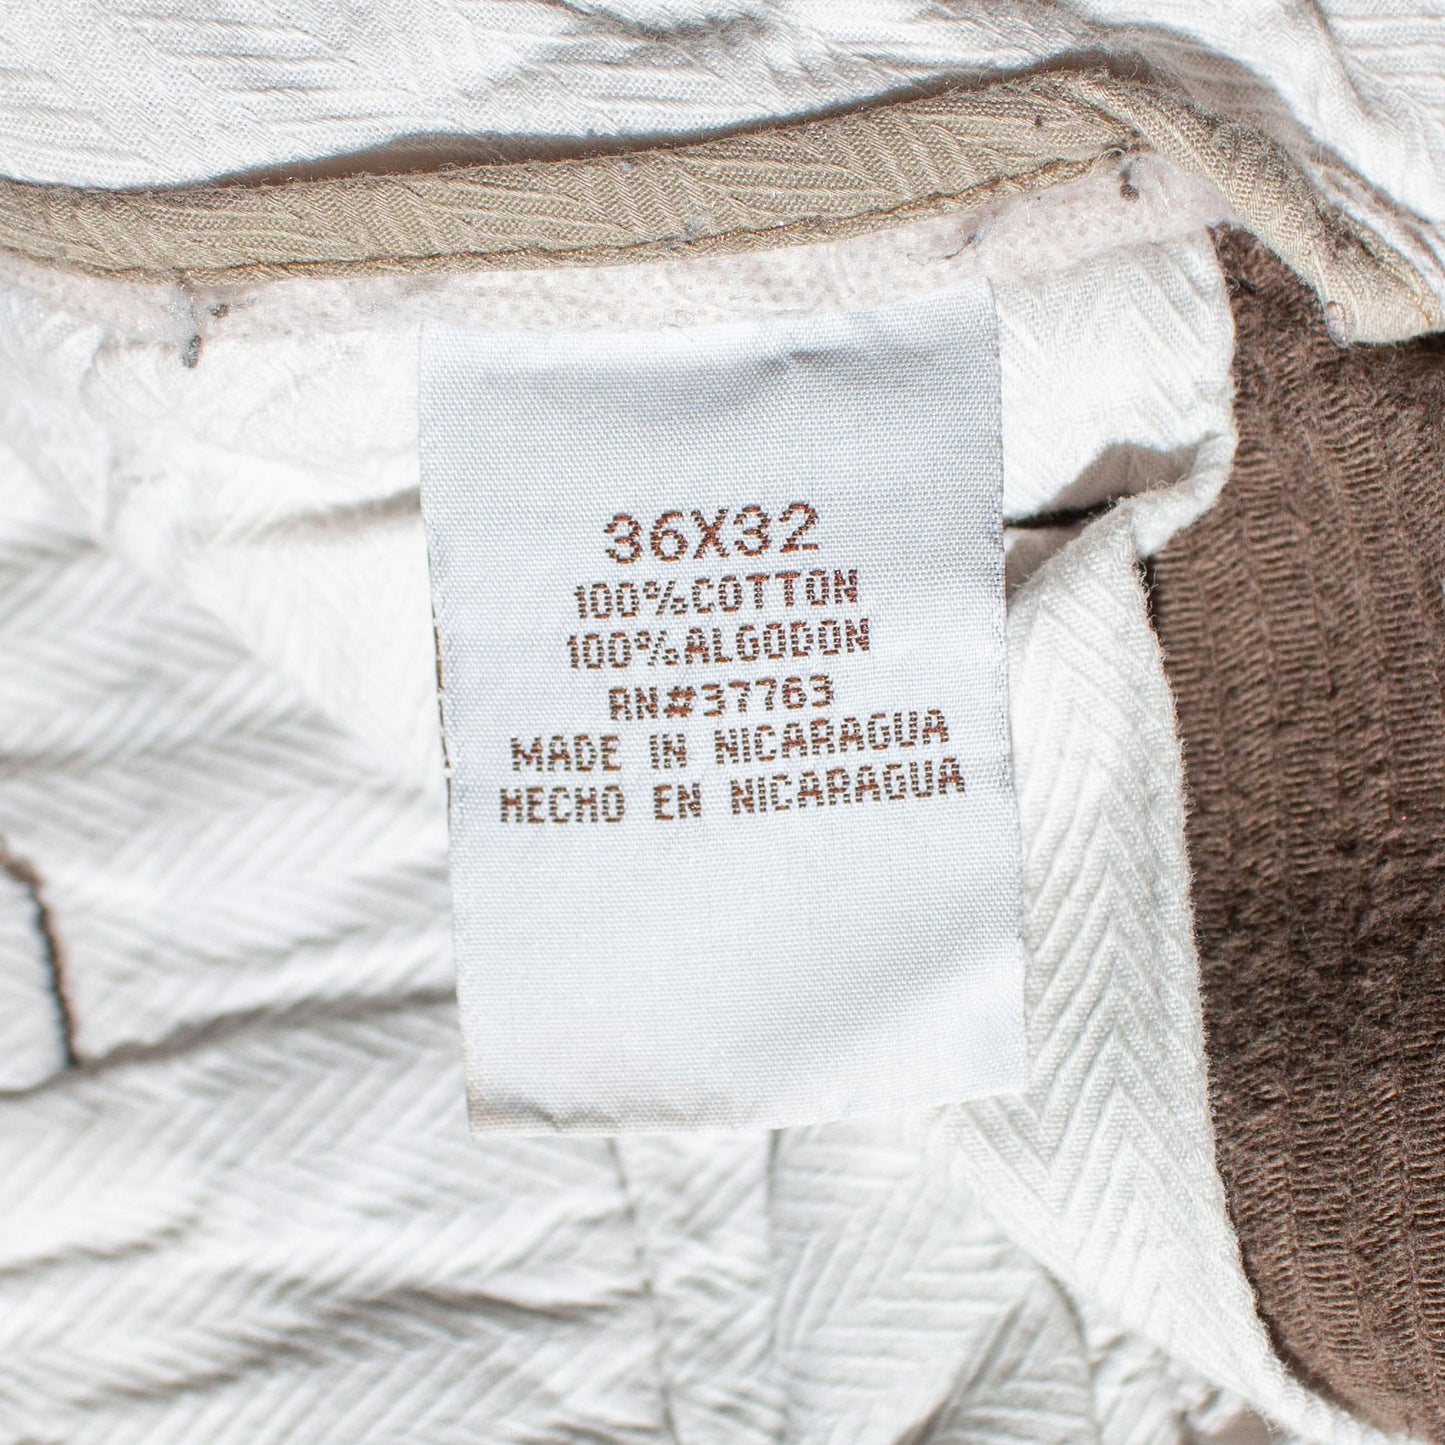 36X32
100%COTTON
100%ALGODON
RN#37763
MADE IN NICARAGUA
HECHO EN NICARAGUA